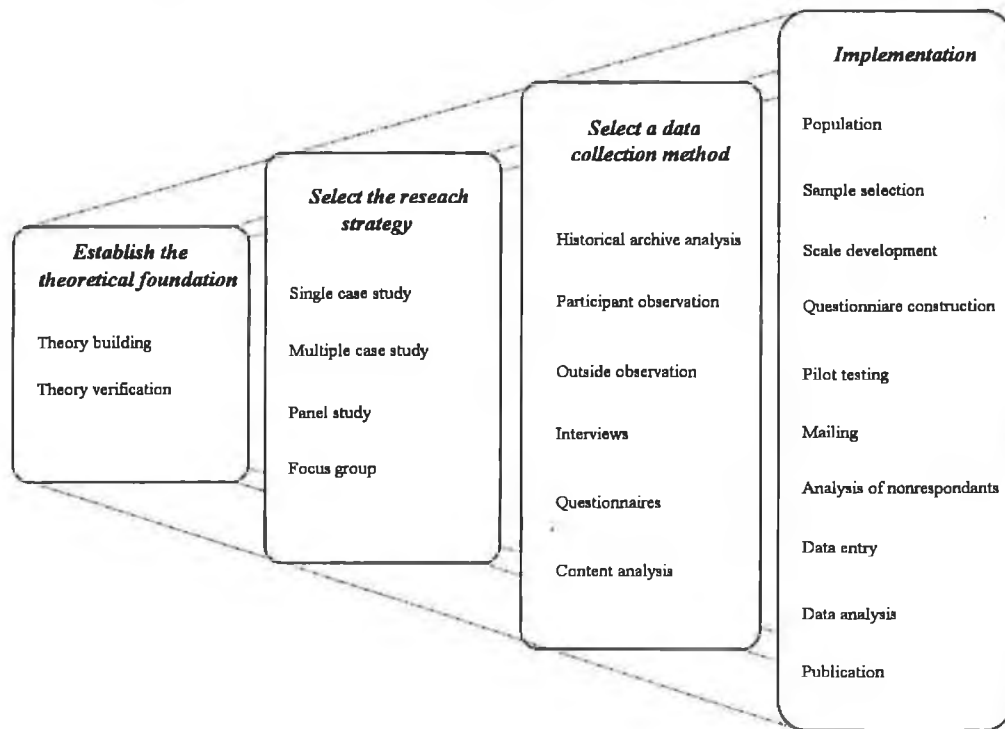 Establish the
theoretical foundation
Theory building
Theory verification
Select the reseach
strategy
Single case study
Multiple case study
Panel study
Focus group
Select a data
collection method
Historical archive analysis
Participant observation
Outside observation
Interviews
Questionnaires
Content analysis
Implementation
Population
Sample selection
Scale development
Questionniare construction
Pilot testing
Mailing
Analysis of nonrespondants
Data entry
Data analysis
Publication